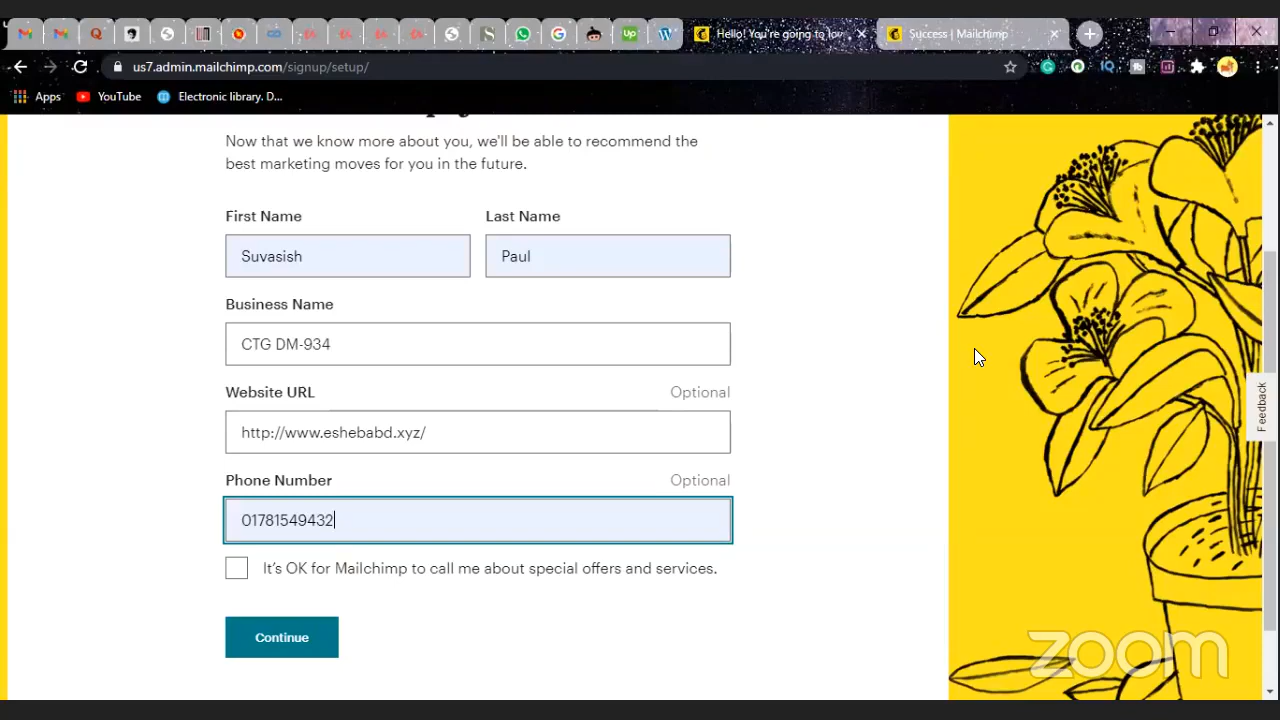 Hello! You're going to lov
Success | Mailchimp
us7.admin.mailchimp.com/signup/setup/
Apps
YouTube
Electronic library. D...
Now that we know more about you, we'll be able to recommend the
best marketing moves for you in the future.
First Name
Last Name
Suvasish
Paul
Business Name
CTG DM-934
Website URL
Optional
http://www.eshebabd.xyz/
Phone Number
Optional
01781549432
It's OK for Mailchimp to call me about special offers and services.
Continue
Feedback
zoom